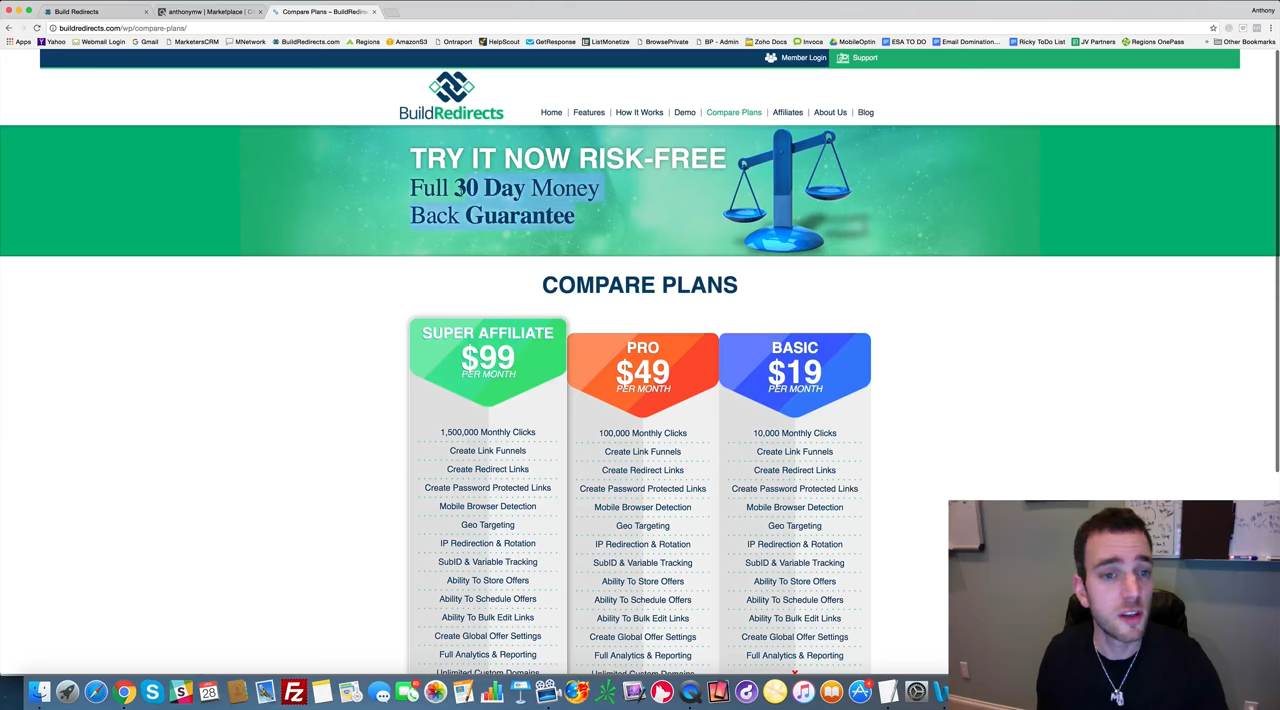 Build Redirects
anthonymw | Marketplace | C
Compare Plans – BuildRedire
Anthony
buildredirects.com/wp/compare-plans/
Apps
Yahoo
Webmail Login
Gmail
MarketersCRM
MNetwork
BuildRedirects.com
Regions
AmazonS3
Ontraport
HelpScout
GetResponse
ListMonetize
BrowsePrivate
BP - Admin
Zoho Docs
Invoca
MobileOptin
ESA TO DO
Email Domination...
Ricky ToDo List
JV Partners
Regions OnePass
Other Bookmarks
Member Login
Support
BuildRedirects
Home | Features | How It Works | Demo | Compare Plans | Affiliates | About Us | Blog
TRY IT NOW RISK-FREE
Full 30 Day Money
Back Guarantee
COMPARE PLANS
SUPER AFFILIATE
$99
PER MONTH
1,500,000 Monthly Clicks
Create Link Funnels
Create Redirect Links
Create Password Protected Links
Mobile Browser Detection
Geo Targeting
IP Redirection & Rotation
SubID & Variable Tracking
Ability To Store Offers
Ability To Schedule Offers
Ability To Bulk Edit Links
Create Global Offer Settings
Full Analytics & Reporting
Unlimited Custom Domains
PRO
$49
PER MONTH
100,000 Monthly Clicks
Create Link Funnels
Create Redirect Links
Create Password Protected Links
Mobile Browser Detection
Geo Targeting
IP Redirection & Rotation
SubID & Variable Tracking
Ability To Store Offers
Ability To Schedule Offers
Ability To Bulk Edit Links
Create Global Offer Settings
Full Analytics & Reporting
Unlimited Custom Domains
BASIC
$19
PER MONTH
10,000 Monthly Clicks
Create Link Funnels
Create Redirect Links
Create Password Protected Links
Mobile Browser Detection
Geo Targeting
IP Redirection & Rotation
SubID & Variable Tracking
Ability To Store Offers
Ability To Schedule Offers
Ability To Bulk Edit Links
Create Global Offer Settings
Full Analytics & Reporting
28